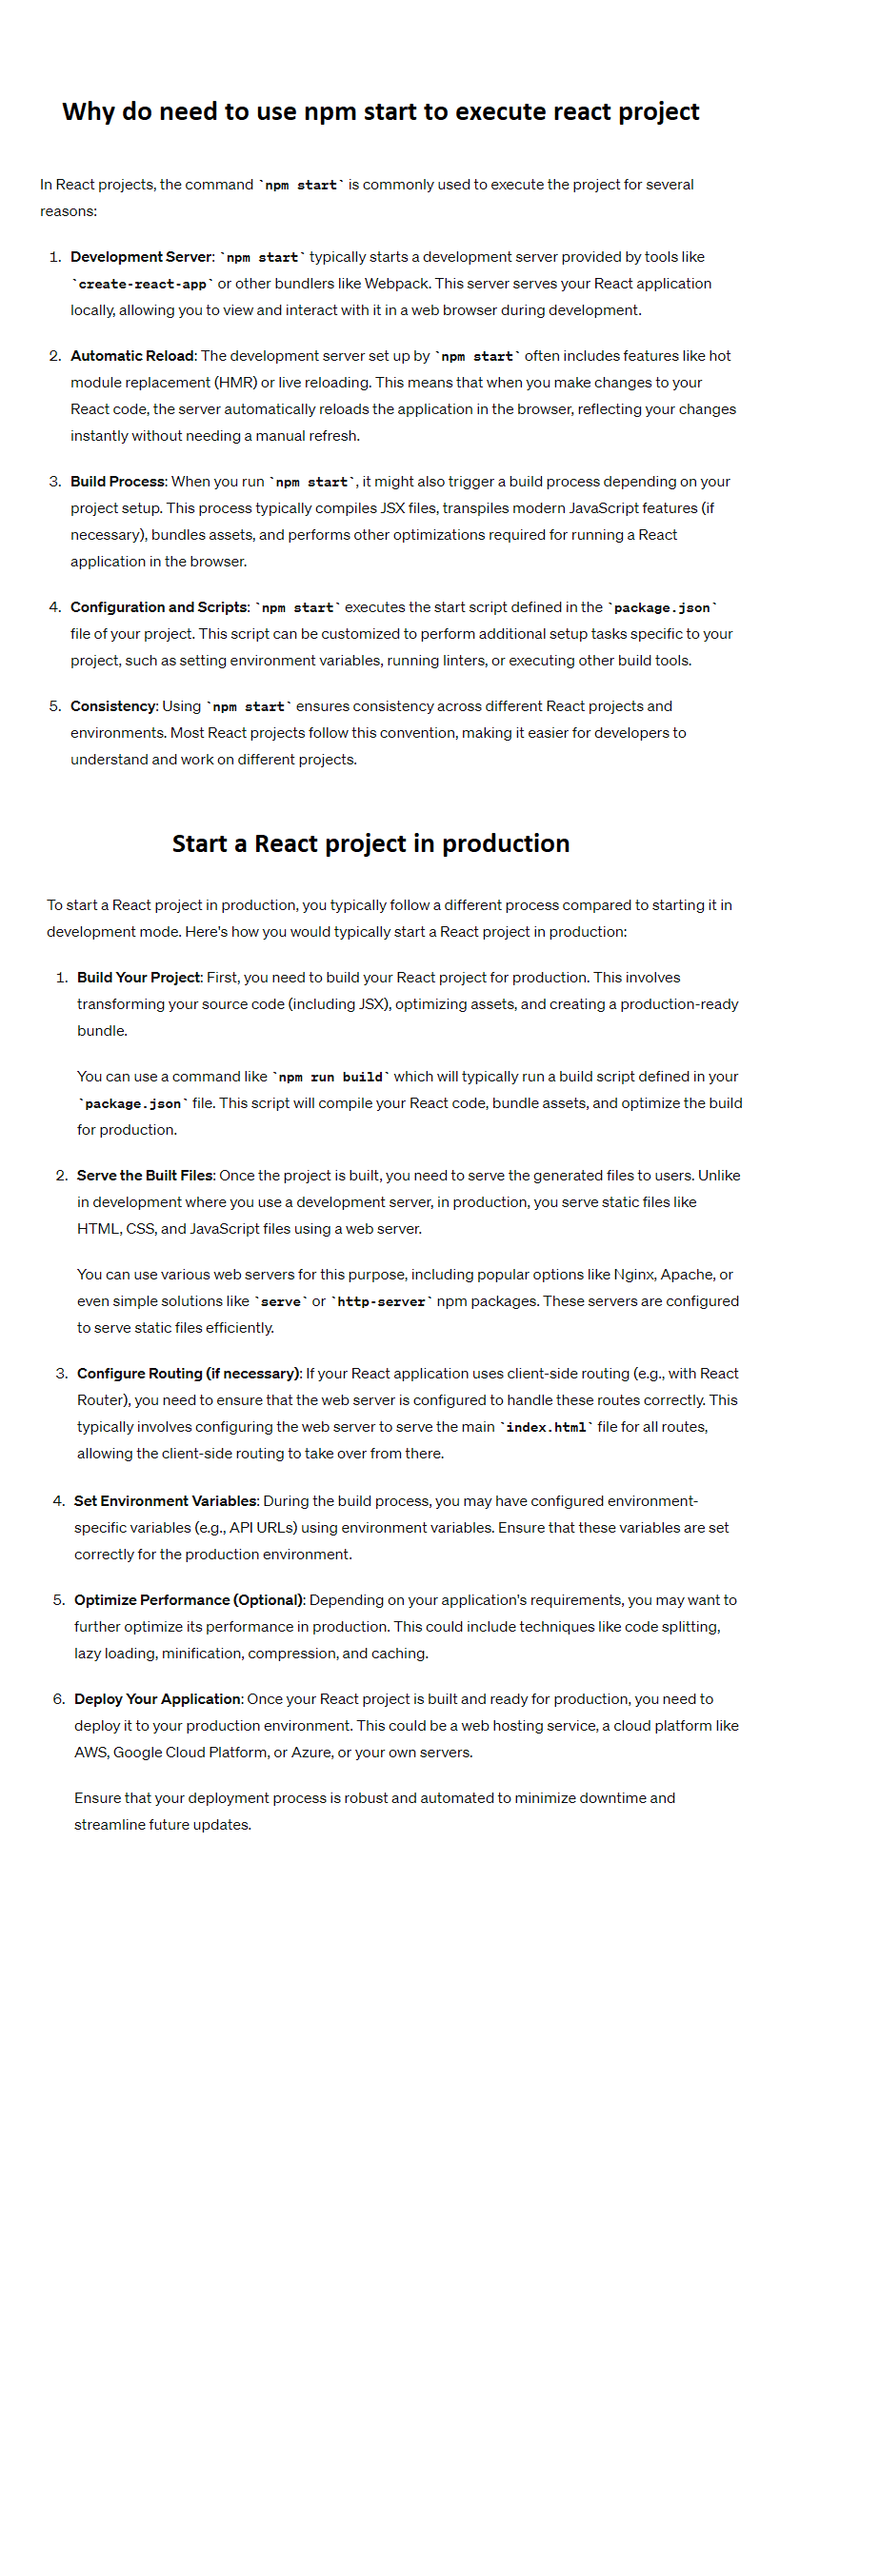 Why do need to use npm start to execute react project
In React projects, the command `npm start` is commonly used to execute the project for several
reasons:
1. Development Server: `npm start` typically starts a development server provided by tools like
`create-react-app` or other bundlers like Webpack. This server serves your React application
locally, allowing you to view and interact with it in a web browser during development.
2. Automatic Reload: The development server set up by `npm start` often includes features like hot
module replacement (HMR) or live reloading. This means that when you make changes to your
React code, the server automatically reloads the application in the browser, reflecting your changes
instantly without needing a manual refresh.
3. Build Process: When you run `npm start`, it might also trigger a build process depending on your
project setup. This process typically compiles JSX files, transpiles modern JavaScript features (if
necessary), bundles assets, and performs other optimizations required for running a React
application in the browser.
4. Configuration and Scripts: `npm start` executes the start script defined in the `package.json`
file of your project. This script can be customized to perform additional setup tasks specific to your
project, such as setting environment variables, running linters, or executing other build tools.
5. Consistency: Using `npm start` ensures consistency across different React projects and
environments. Most React projects follow this convention, making it easier for developers to
understand and work on different projects.
Start a React project in production
To start a React project in production, you typically follow a different process compared to starting it in
development mode. Here's how you would typically start a React project in production:
1. Build Your Project: First, you need to build your React project for production. This involves
transforming your source code (including JSX), optimizing assets, and creating a production-ready
bundle.
You can use a command like `npm run build` which will typically run a build script defined in your
`package.json` file. This script will compile your React code, bundle assets, and optimize the build
for production.
2. Serve the Built Files: Once the project is built, you need to serve the generated files to users. Unlike
in development where you use a development server, in production, you serve static files like
HTML, CSS, and JavaScript files using a web server.
You can use various web servers for this purpose, including popular options like Nginx, Apache, or
even simple solutions like `serve` or `http-server` npm packages. These servers are configured
to serve static files efficiently.
3. Configure Routing (if necessary): If your React application uses client-side routing (e.g., with React
Router), you need to ensure that the web server is configured to handle these routes correctly. This
typically involves configuring the web server to serve the main `index.html` file for all routes,
allowing the client-side routing to take over from there.
4. Set Environment Variables: During the build process, you may have configured environment-
specific variables (e.g., API URLs) using environment variables. Ensure that these variables are set
correctly for the production environment.
5. Optimize Performance (Optional): Depending on your application's requirements, you may want to
further optimize its performance in production. This could include techniques like code splitting,
lazy loading, minification, compression, and caching.
6. Deploy Your Application: Once your React project is built and ready for production, you need to
deploy it to your production environment. This could be a web hosting service, a cloud platform like
AWS, Google Cloud Platform, or Azure, or your own servers.
Ensure that your deployment process is robust and automated to minimize downtime and
streamline future updates.